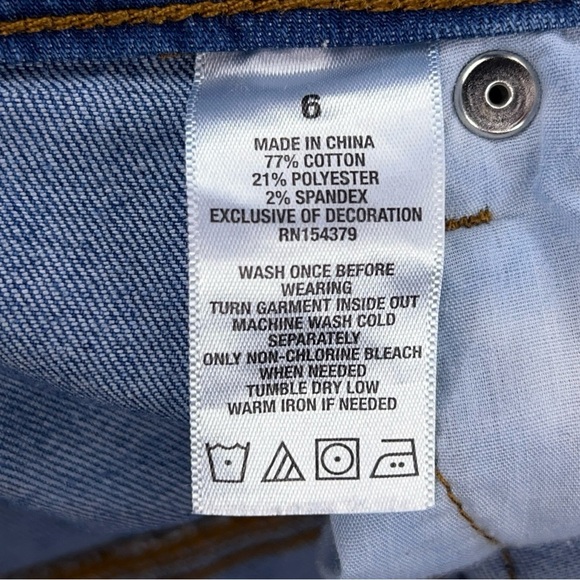 6
MADE IN CHINA
77% COTTON
21% POLYESTER
2% SPANDEX
EXCLUSIVE OF DECORATION
RN154379
WASH ONCE BEFORE
WEARING
TURN GARMENT INSIDE OUT
MACHINE WASH COLD
SEPARATELY
ONLY NON-CHLORINE BLEACH
WHEN NEEDED
TUMBLE DRY LOW
WARM IRON IF NEEDED